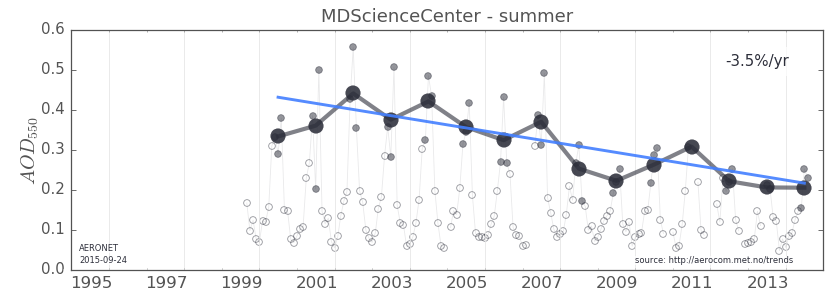 MDScienceCenter - summer
-3.5%/yr
AOD550
0.6
0.5
0.4
0.3
0.2
0.1
0.0
AERONET
2015-09-24
source: http://aerocom.met.no/trends
1995 1997 1999 2001 2003 2005 2007 2009 2011 2013